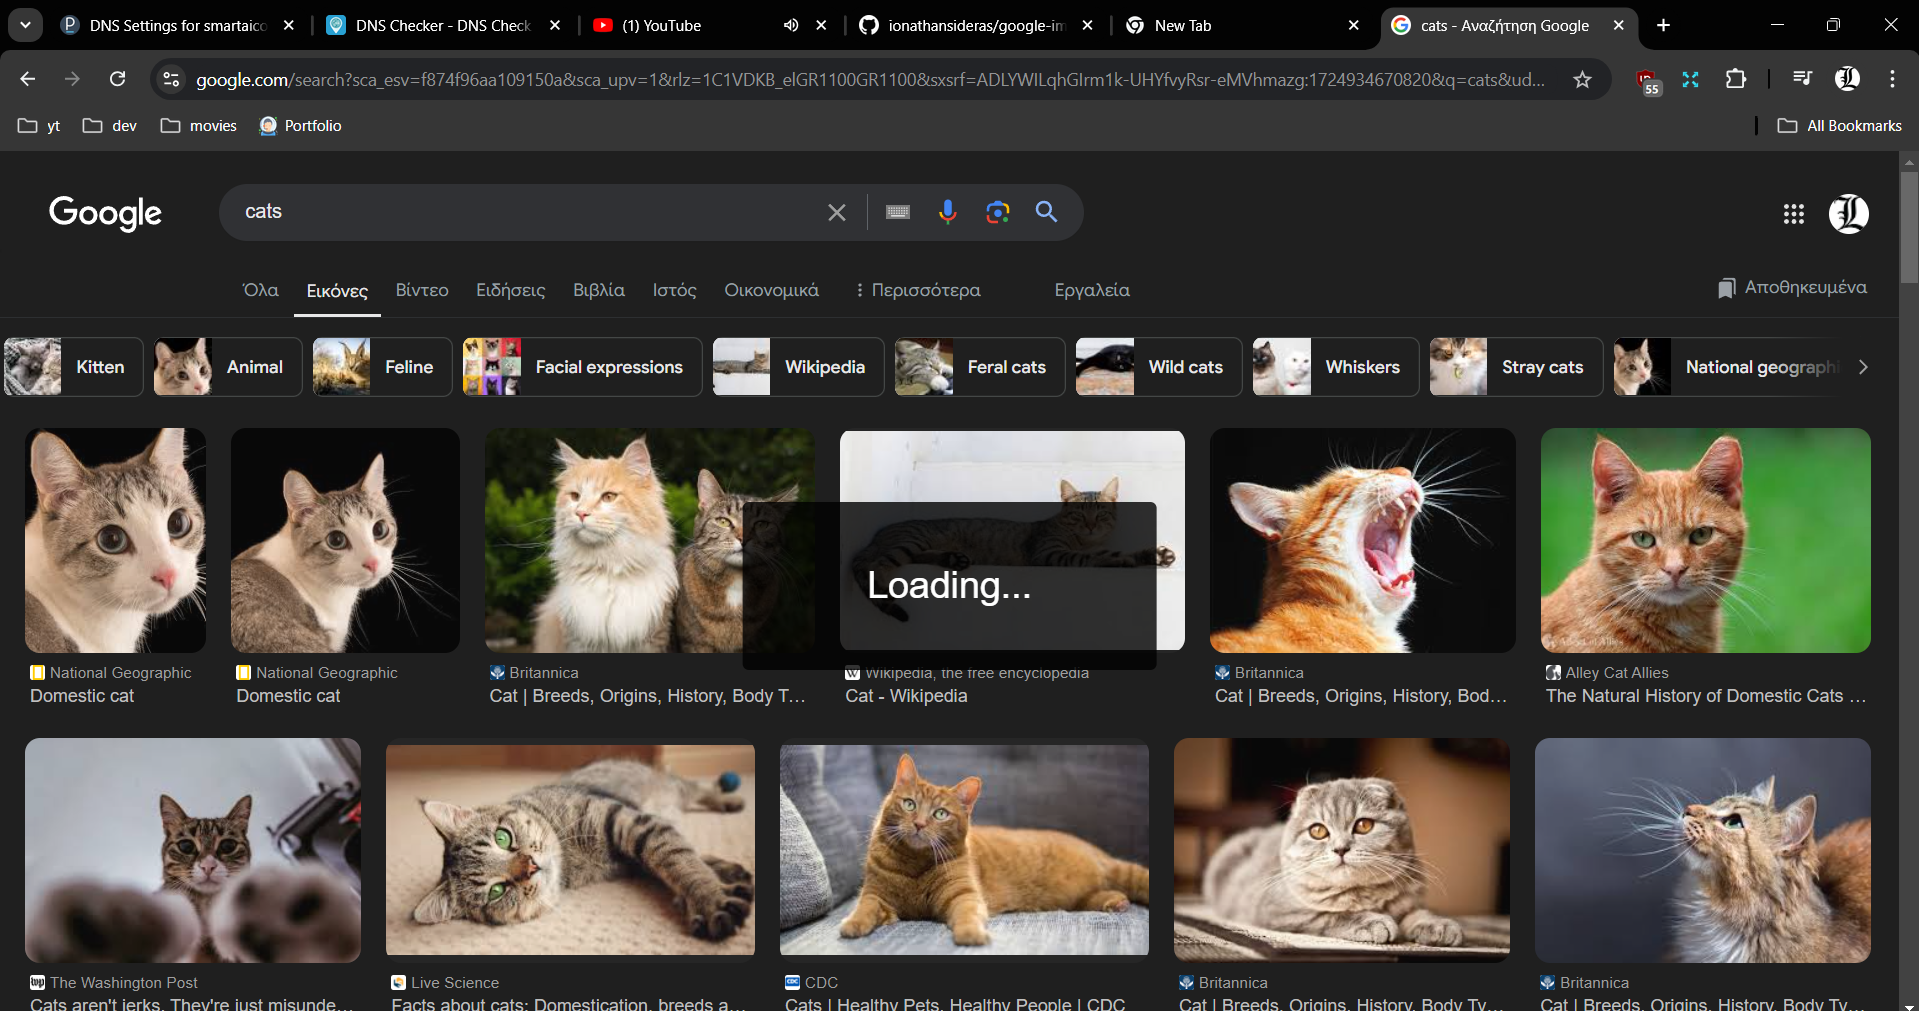 DNS Settings for smartaico
DNS Checker - DNS Check
(1) YouTube
ionathansideras/google-im
New Tab
cats - Αναζήτηση Google
google.com/search?sca_esv=f874f96aa109150a&sca_upv=1&rlz=1C1VDKB_elGR1100GR1100&sxsrf=ADLYWILqhGIrm1k-UHYfvyRsr-eMVhmazg:1724934670820&q=cats&ud...
55
yt
dev
movies
Portfolio
All Bookmarks
Google
cats
Όλα
Εικόνες
Βίντεο
Ειδήσεις
Βιβλία
Ιστός
Οικονομικά
Περισσότερα
Εργαλεία
Αποθηκευμένα
Kitten
Animal
Feline
Facial expressions
Wikipedia
Feral cats
Wild cats
Whiskers
Stray cats
National geographi
Loading...
National Geographic
Domestic cat
National Geographic
Domestic cat
Britannica
Cat | Breeds, Origins, History, Body T...
Wikipedia, the free encyclopedia
Cat - Wikipedia
Britannica
Cat | Breeds, Origins, History, Bod...
Alley Cat Allies
Alley Cat Allies
The Natural History of Domestic Cats ...
The Washington Post
Cats aren't jerks. They're just misunde...
Live Science
Facts about cats: Domestication, breeds a...
CDC
Cats | Healthy Pets, Healthy People | CDC
Britannica
Cat | Breeds, Origins, History, Body Ty...
Britannica
Cat | Breeds, Origins, History, Body Ty...